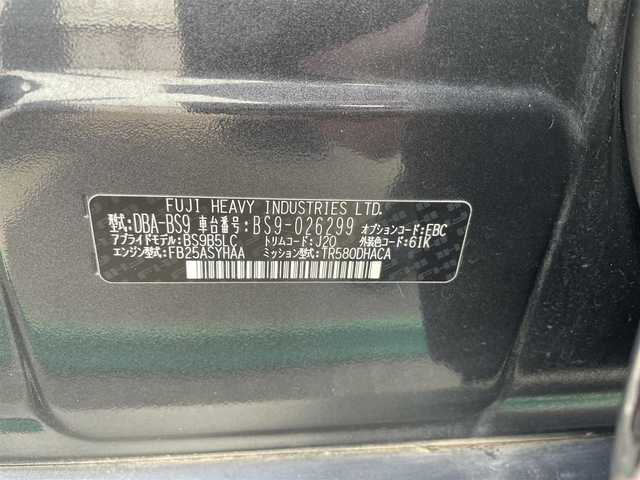 FUJI HEAVY INDUSTRIES LTD.
型式:DBA-BS9 車台番号:BS9-026299 オプションコード:EBC
アプライドモデル:BS9B5LC トリムコード:J20 外装色コード:61K
エンジン型式:FB25ASYHAA ミッション型式:TR580DHACA